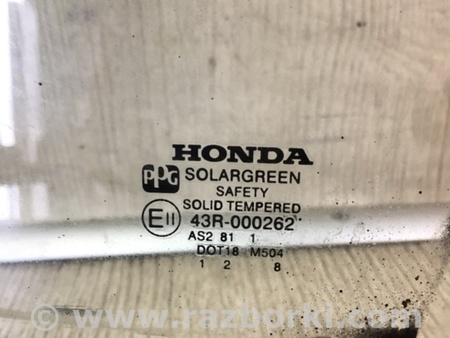 HONDA
PPG SOLARGREEN
SAFETY
SOLID TEMPERED
E11 43R-000262
AS2 81 1
DOT18 M504
1 2 8
www.razborki.com